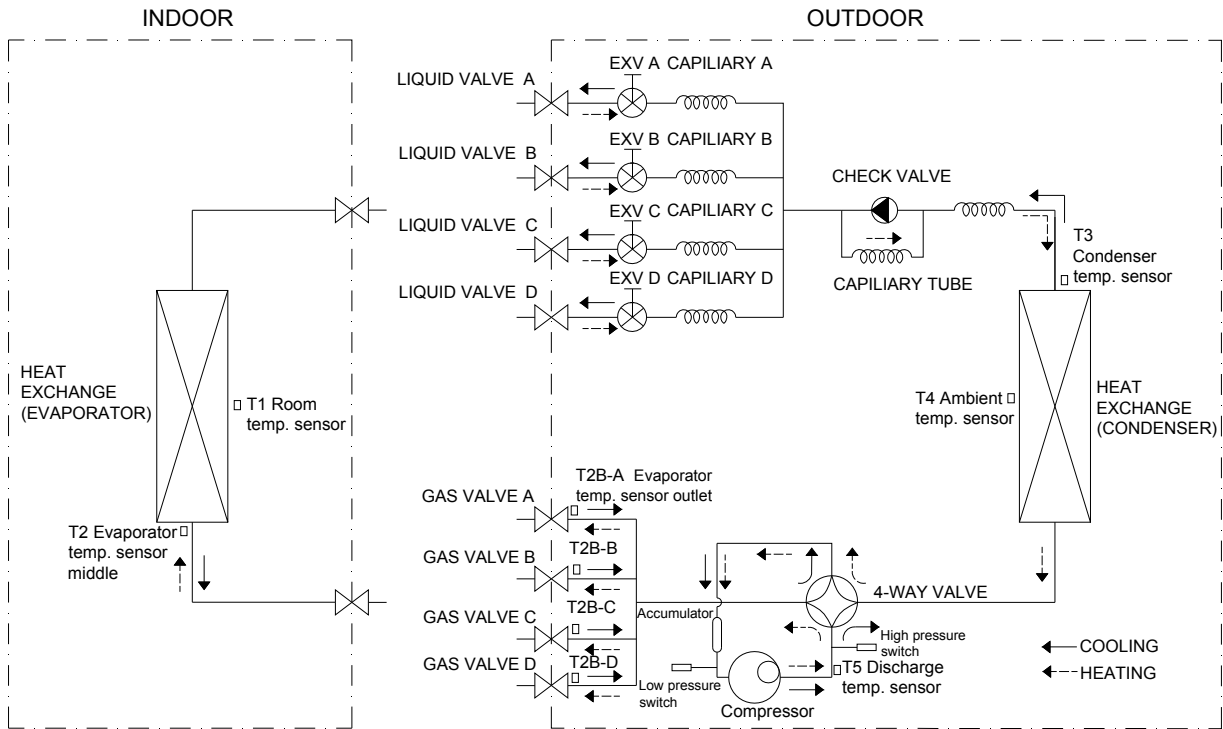 INDOOR
OUTDOOR
LIQUID VALVE A
EXV A CAPILIARY A
LIQUID VALVE B
EXV B CAPILIARY B
LIQUID VALVE C
EXV C CAPILIARY C
LIQUID VALVE D
EXV D CAPILIARY D
CHECK VALVE
CAPILIARY TUBE
T3
Condenser
temp. sensor
HEAT
EXCHANGE
(EVAPORATOR)
T1 Room
temp. sensor
T4 Ambient
temp. sensor
HEAT
EXCHANGE
(CONDENSER)
T2 Evaporator
temp. sensor
middle
GAS VALVE A
T2B-A Evaporator
temp. sensor outlet
GAS VALVE B
T2B-B
GAS VALVE C
T2B-C
GAS VALVE D
T2B-D
Accumulator
4-WAY VALVE
High pressure
switch
Low pressure
switch
T5 Discharge
temp. sensor
Compressor
COOLING
HEATING